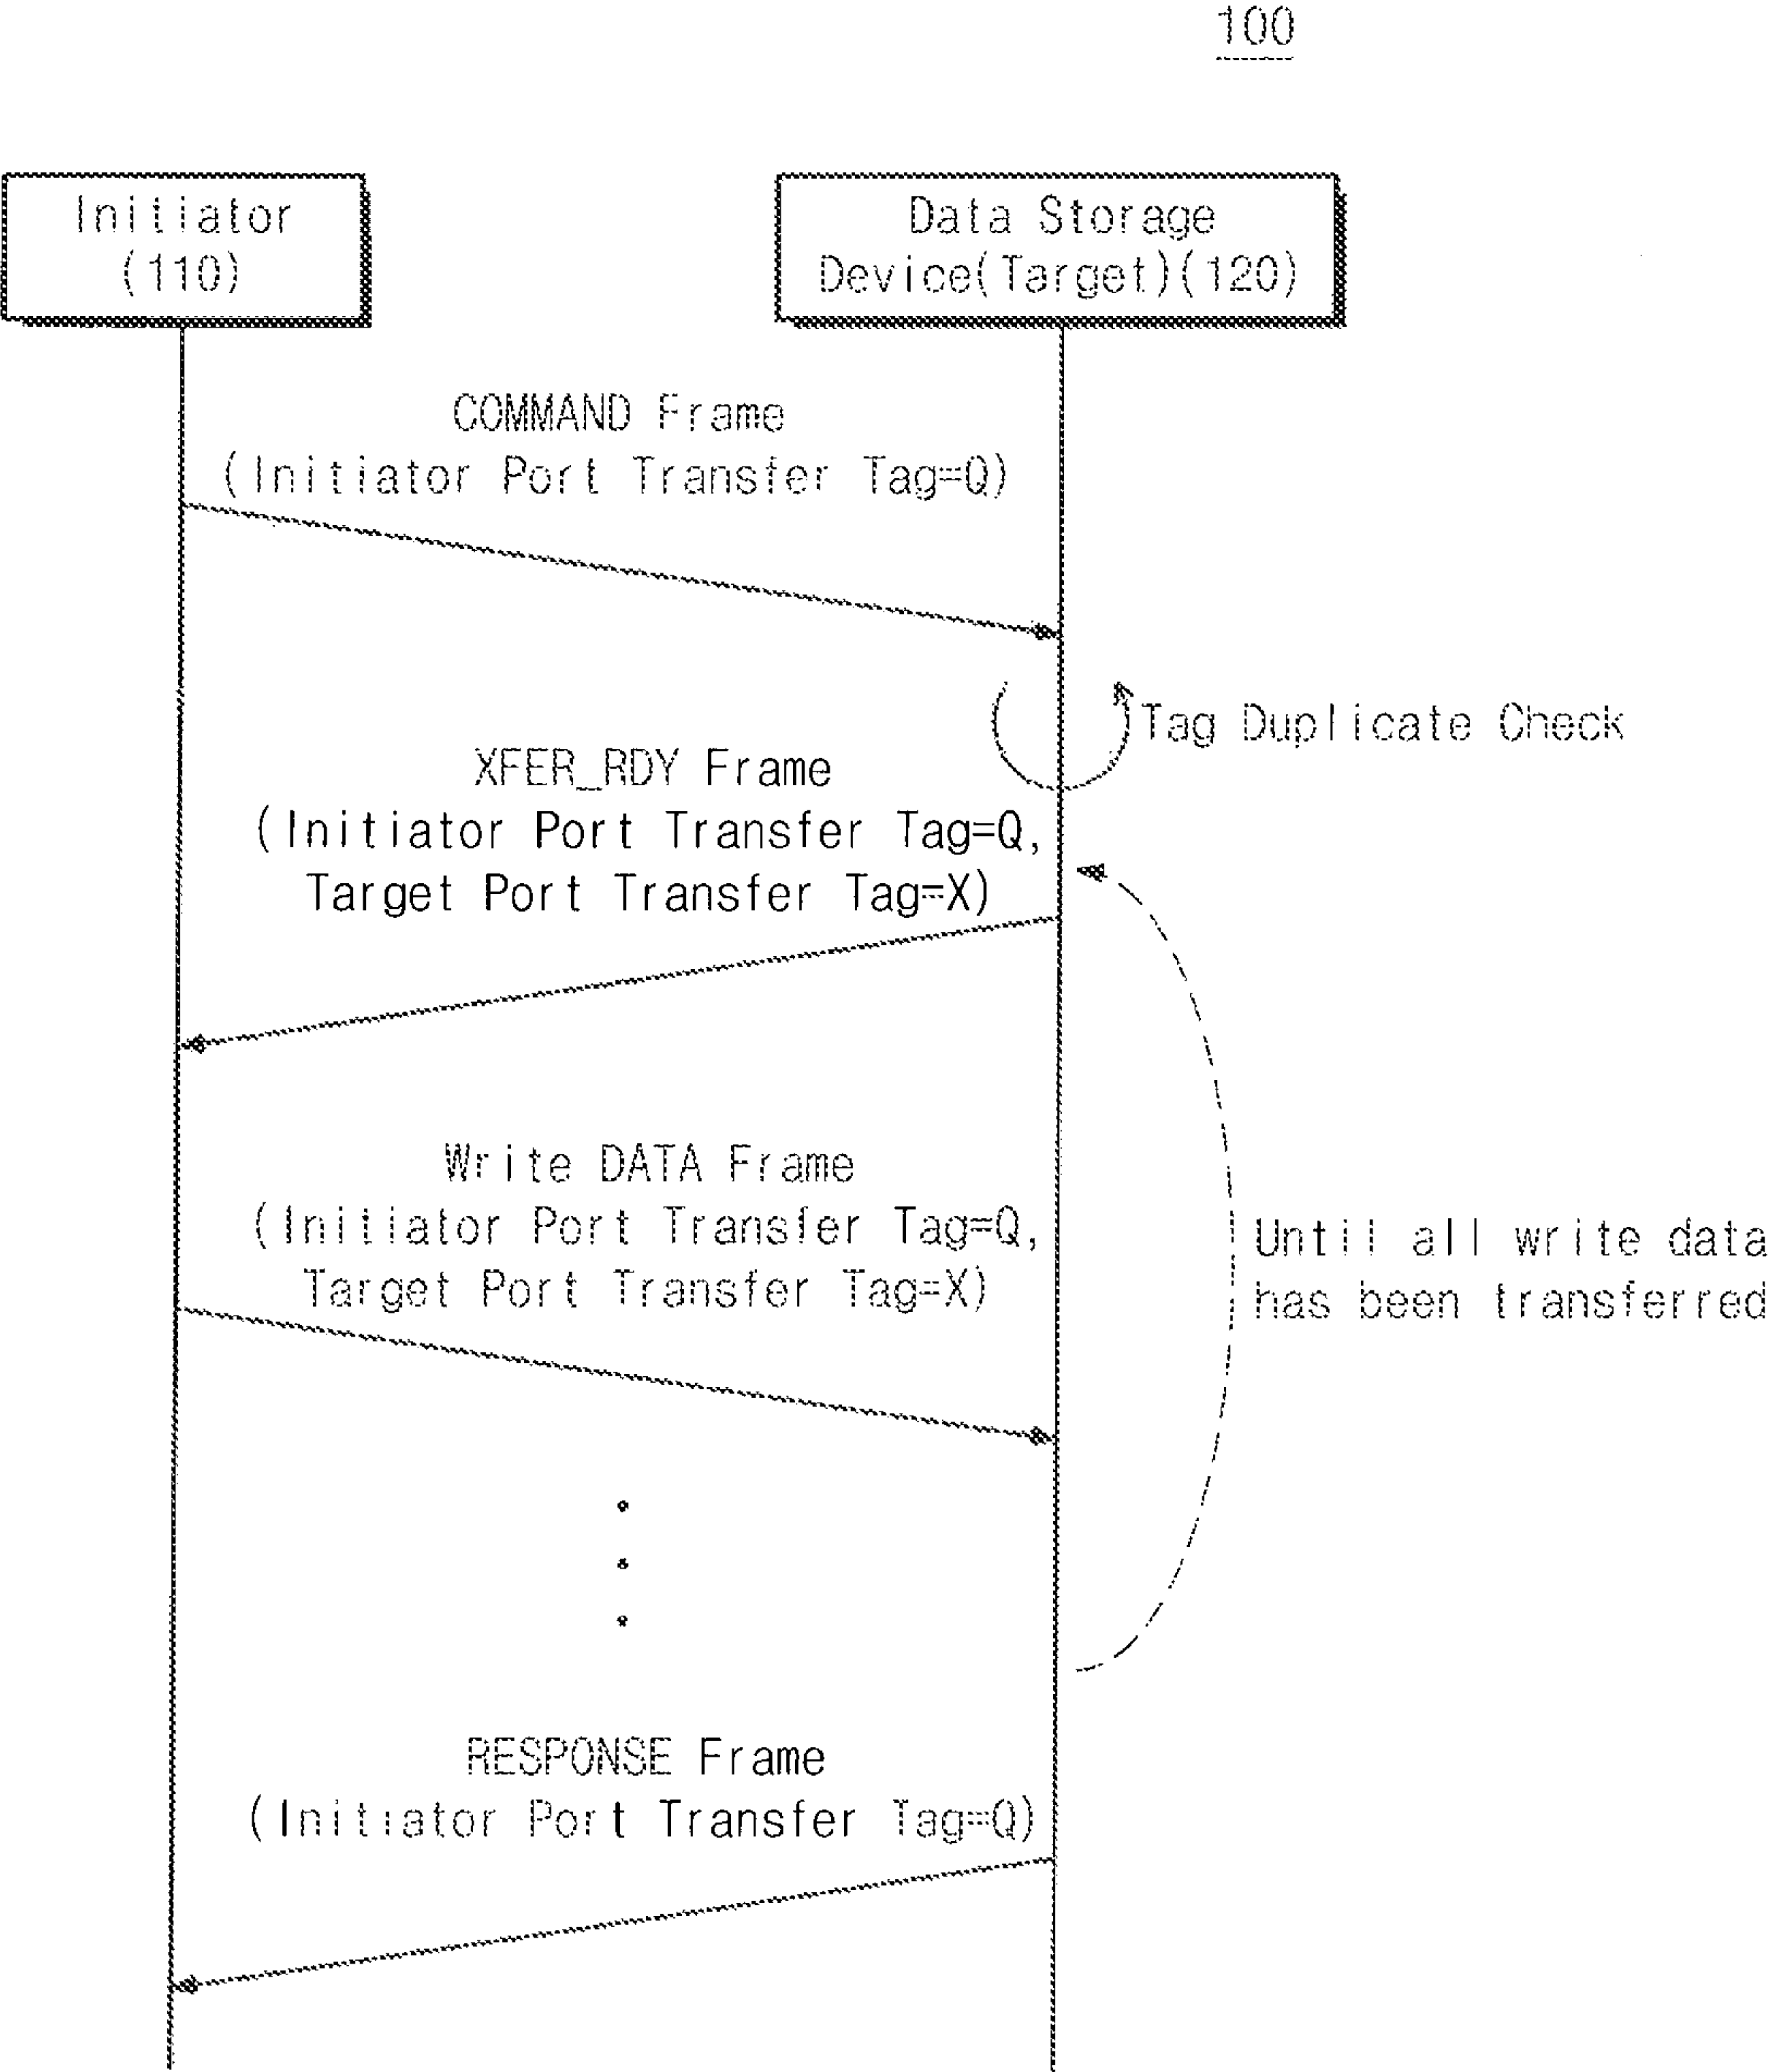 100
Initiator
(110)
Data Storage
Device(Target)(120)
COMMAND Frame
(Initiator Port Transfer Tag=Q)
Tag Duplicate Check
XFER_RDY Frame
(Initiator Port Transfer Tag=Q,
Target Port Transfer Tag=X)
Write DATA Frame
(Initiator Port Transfer Tag=Q,
Target Port Transfer Tag=X)
Until all write data
has been transferred
RESPONSE Frame
(Initiator Port Transfer Tag=Q)